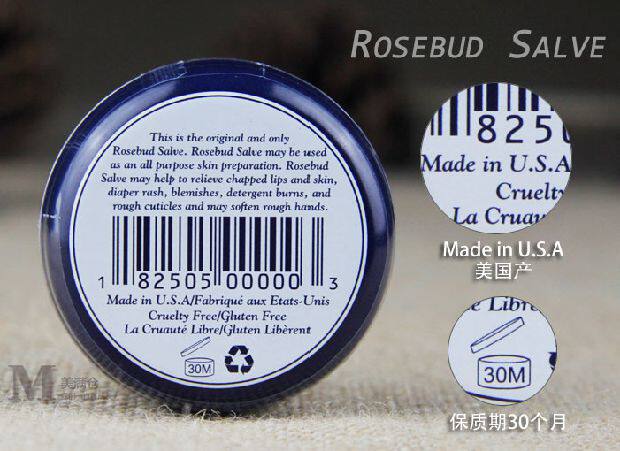 ROSEBUD SALVE
This is the original and only
Rosebud Salve. Rosebud Salve may be used
as an all purpose skin preparation. Rosebud
Salve may help to relieve chapped lips and skin,
diaper rash, blemishes, detergent burns, and
rough cuticles and may soften rough hands.
1 82505 00000 3
Made in U.S.A/Fabriqué aux Etats-Unis
Cruelty Free/Gluten Free
La Cruauté Libre/Gluten Libèrent
30M
8250
Made in U.S.A
Cruelty
La Cruau
Made in U.S.A
美国产
Libre
30M
保质期30个月
M